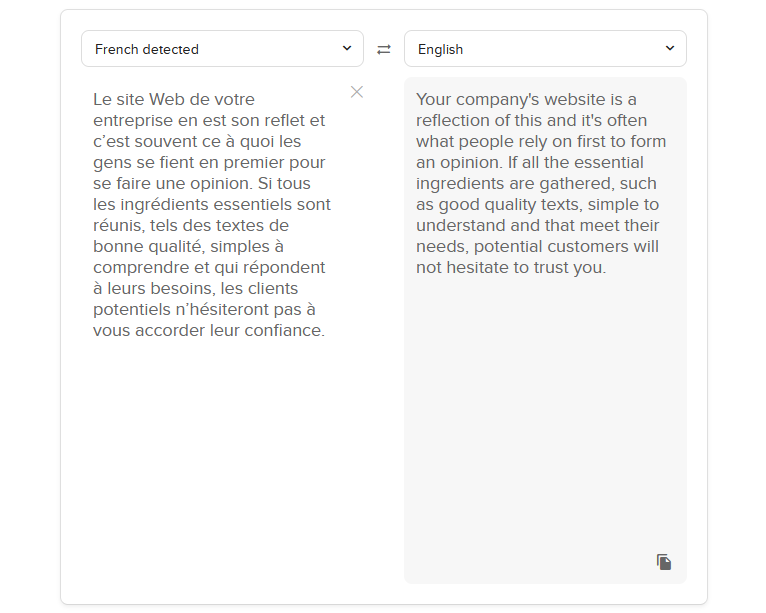 French detected
English
Le site Web de votre
entreprise en est son reflet et
c’est souvent ce à quoi les
gens se fient en premier pour
se faire une opinion. Si tous
les ingrédients essentiels sont
réunis, tels des textes de
bonne qualité, simples à
comprendre et qui répondent
à leurs besoins, les clients
potentiels n’hésiteront pas à
vous accorder leur confiance.
Your company's website is a
reflection of this and it's often
what people rely on first to form
an opinion. If all the essential
ingredients are gathered, such
as good quality texts, simple to
understand and that meet their
needs, potential customers will
not hesitate to trust you.